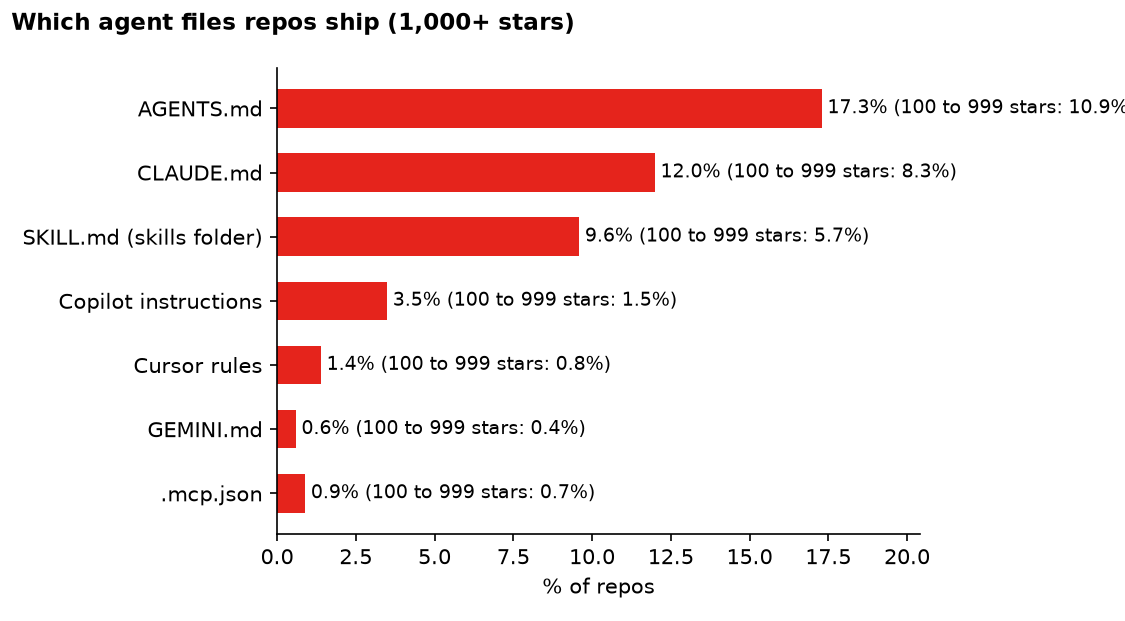 Which agent files repos ship (1,000+ stars)
AGENTS.md 17.3% (100 to 999 stars: 10.9%
CLAUDE.md 12.0% (100 to 999 stars: 8.3%)
SKILL.md (skills folder) 9.6% (100 to 999 stars: 5.7%)
Copilot instructions 3.5% (100 to 999 stars: 1.5%)
Cursor rules 1.4% (100 to 999 stars: 0.8%)
GEMINI.md 0.6% (100 to 999 stars: 0.4%)
.mcp.json 0.9% (100 to 999 stars: 0.7%)
0.0 2.5 5.0 7.5 10.0 12.5 15.0 17.5 20.0
% of repos